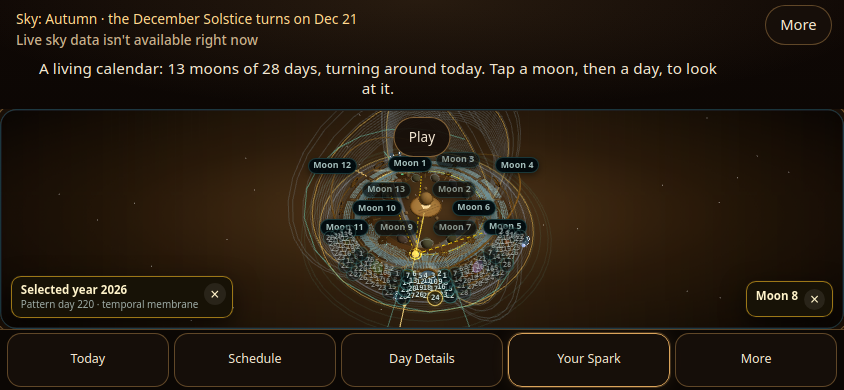 Sky: Autumn · the December Solstice turns on Dec 21
Live sky data isn't available right now
More
A living calendar: 13 moons of 28 days, turning around today. Tap a moon, then a day, to look
at it.
Play
Moon 12
Moon 1
Moon 3
Moon 4
Moon 13
Moon 2
Moon 10
Moon 6
Moon 11
Moon 9
Moon 7
Moon 5
24
Selected year 2026 ×
Pattern day 220 · temporal membrane
Moon 8 ×
Today
Schedule
Day Details
Your Spark
More